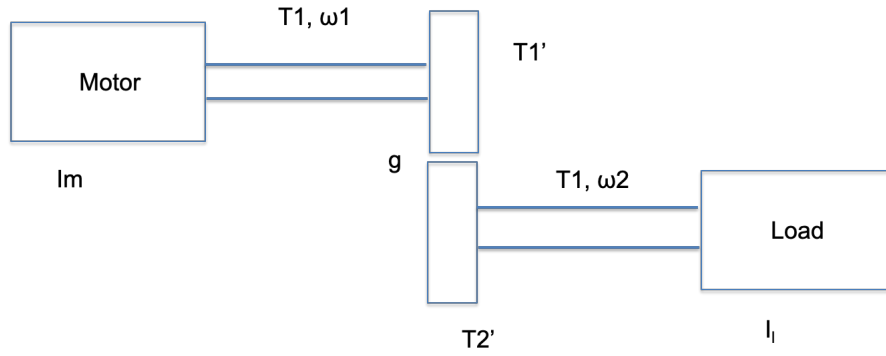 T1, ω1
T1’
Motor
g
Im
T1, ω2
Load
T2’
Iₗ